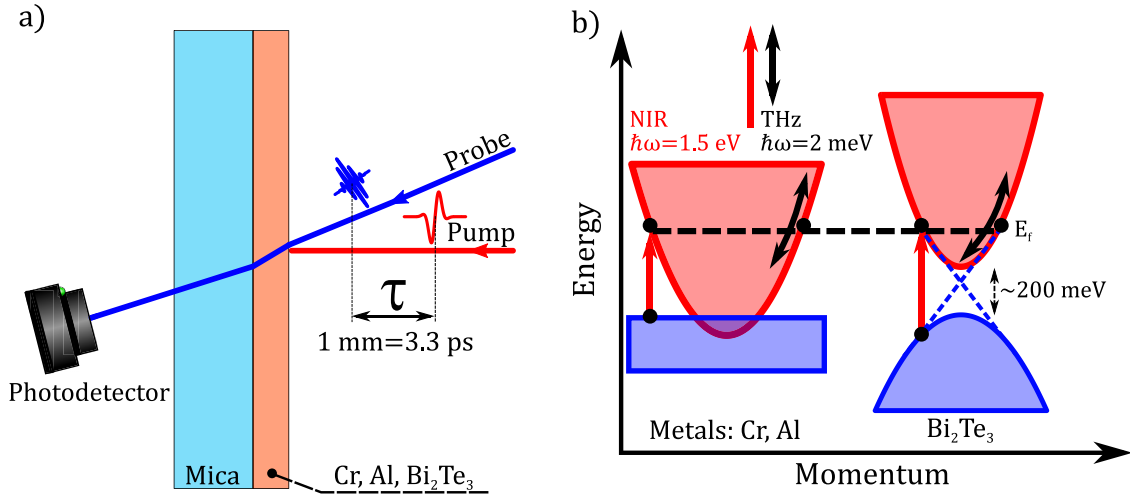 a)
Probe
Pump
τ
1 mm=3.3 ps
Photodetector
Mica
Cr, Al, Bi₂Te₃
b)
NIR
ħω=1.5 eV
THz
ħω=2 meV
Energy
E_f
~200 meV
Metals: Cr, Al
Bi₂Te₃
Momentum